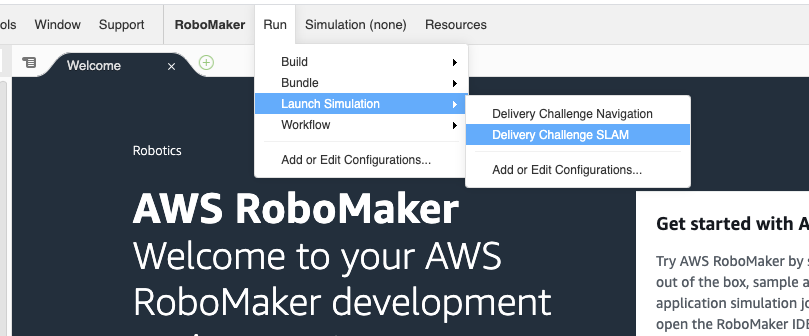 ols Window Support RoboMaker Run Simulation (none) Resources
Welcome ×
Build
Bundle
Launch Simulation
Workflow
Add or Edit Configurations...
Delivery Challenge Navigation
Delivery Challenge SLAM
Add or Edit Configurations...
Robotics
AWS RoboMaker
Welcome to your AWS
RoboMaker development
Get started with A
Try AWS RoboMaker by s
out of the box, sample a
application simulation jo
open the RoboMaker IDE